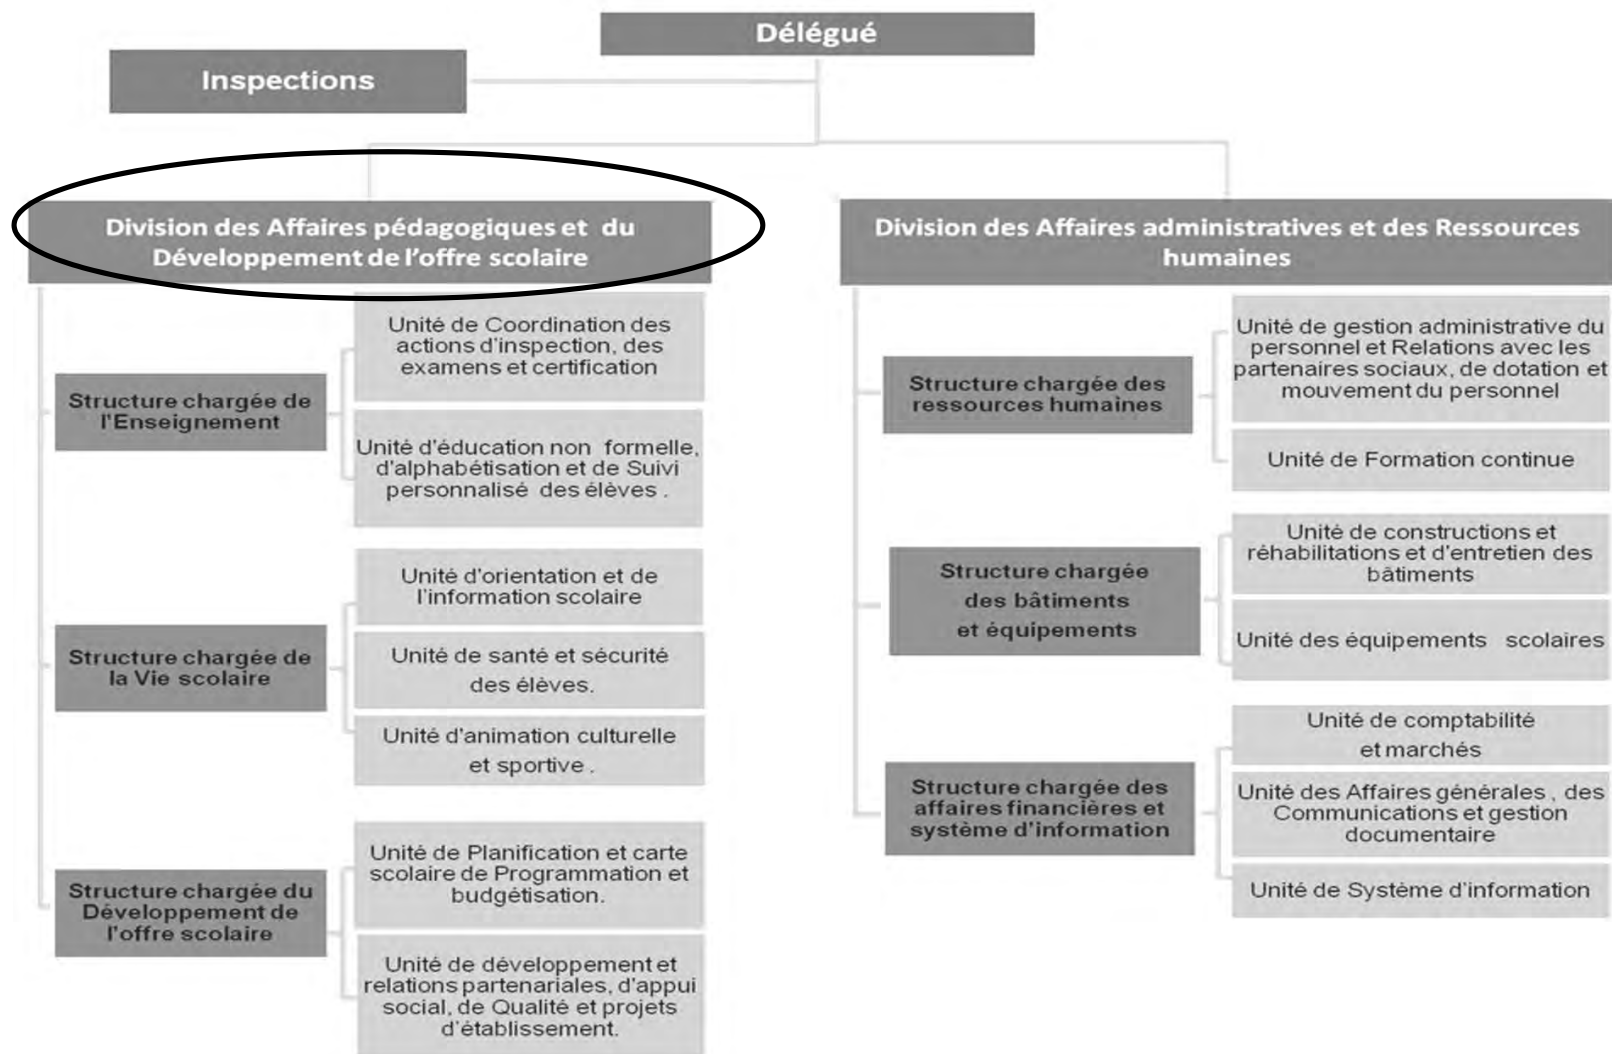 Délégué
Inspections
Division des Affaires pédagogiques et du
Développement de l'offre scolaire
Structure chargée de
l'Enseignement
Unité de Coordination des
actions d'inspection, des
examens et certification
Unité d'éducation non formelle,
d'alphabétisation et de Suivi
personnalisé des élèves .
Structure chargée de
la Vie scolaire
Unité d'orientation et de
l'information scolaire
Unité de santé et sécurité
des élèves.
Unité d'animation culturelle
et sportive .
Structure chargée du
Développement de
l'offre scolaire
Unité de Planification et carte
scolaire de Programmation et
budgétisation.
Unité de développement et
relations partenariales, d'appui
social, de Qualité et projets
d'établissement.
Division des Affaires administratives et des Ressources
humaines
Structure chargée des
ressources humaines
Unité de gestion administrative du
personnel et Relations avec les
partenaires sociaux, de dotation et
mouvement du personnel
Unité de Formation continue
Structure chargée
des bâtiments
et équipements
Unité de constructions et
réhabilitations et d'entretien des
bâtiments
Unité des équipements scolaires
Structure chargée des
affaires financières et
système d'information
Unité de comptabilité
et marchés
Unité des Affaires générales , des
Communications et gestion
documentaire
Unité de Système d'information